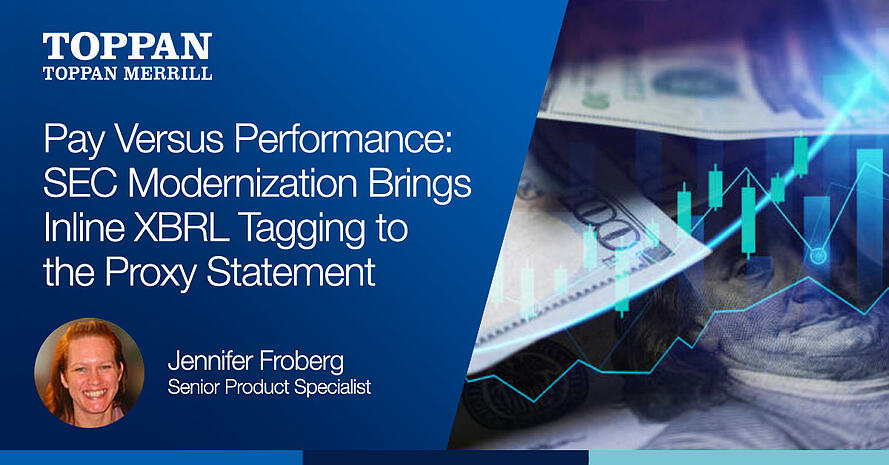 TOPPAN
TOPPAN MERRILL
Pay Versus Performance:
SEC Modernization Brings
Inline XBRL Tagging to
the Proxy Statement
Jennifer Froberg
Senior Product Specialist